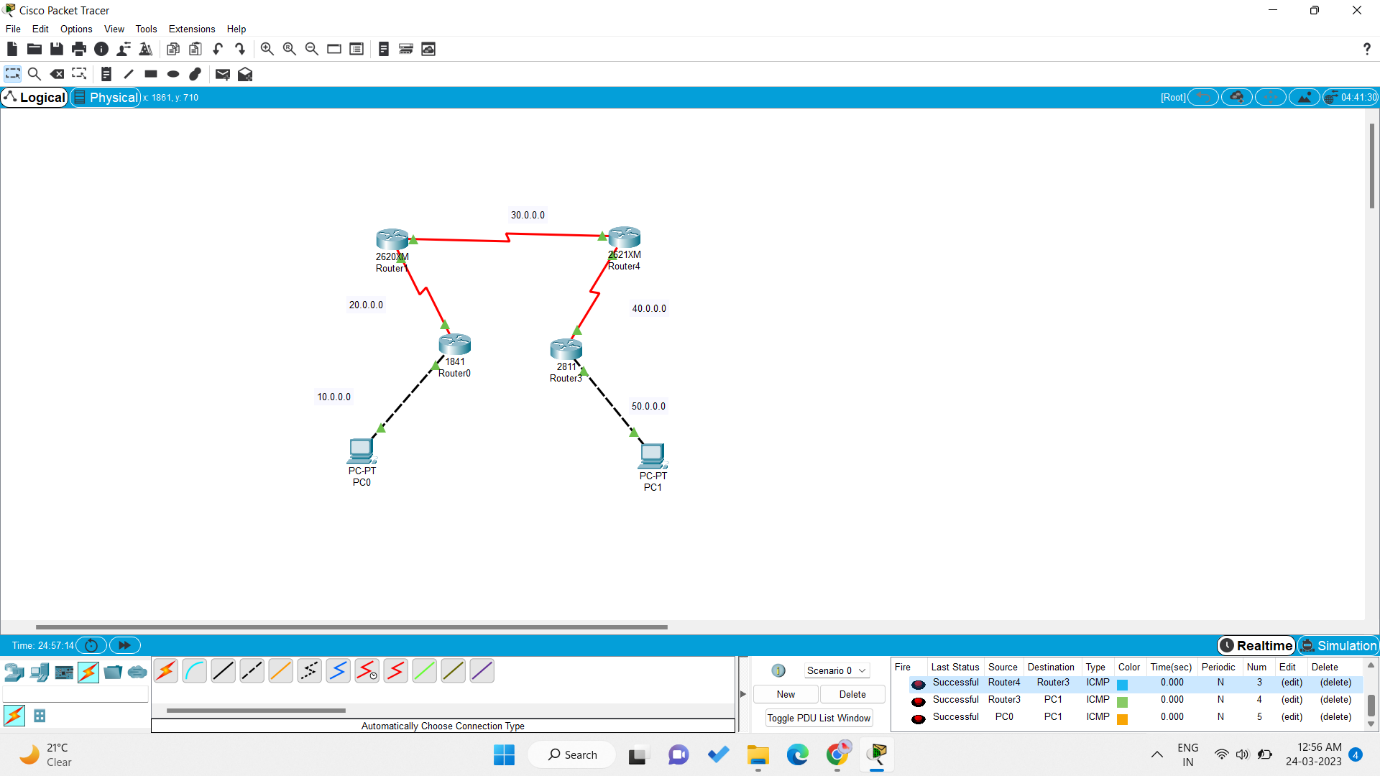 Cisco Packet Tracer
File Edit Options View Tools Extensions Help
?
Logical Physical x: 1861, y: 710 [Root] 04:41:30
30.0.0.0
2620XM
Router1
2621XM
Router4
20.0.0.0
40.0.0.0
1841
Router0
2811
Router3
10.0.0.0
50.0.0.0
PC-PT
PC0
PC-PT
PC1
Time: 24:57:14 Realtime Simulation
Scenario 0
New Delete
Toggle PDU List Window
Automatically Choose Connection Type
Fire Last Status Source Destination Type Color Time(sec) Periodic Num Edit Delete
Successful Router4 Router3 ICMP 0.000 N 3 (edit) (delete)
Successful Router3 PC1 ICMP 0.000 N 4 (edit) (delete)
Successful PC0 PC1 ICMP 0.000 N 5 (edit) (delete)
21°C
Clear
Search
ENG
IN
12:56 AM
24-03-2023
4